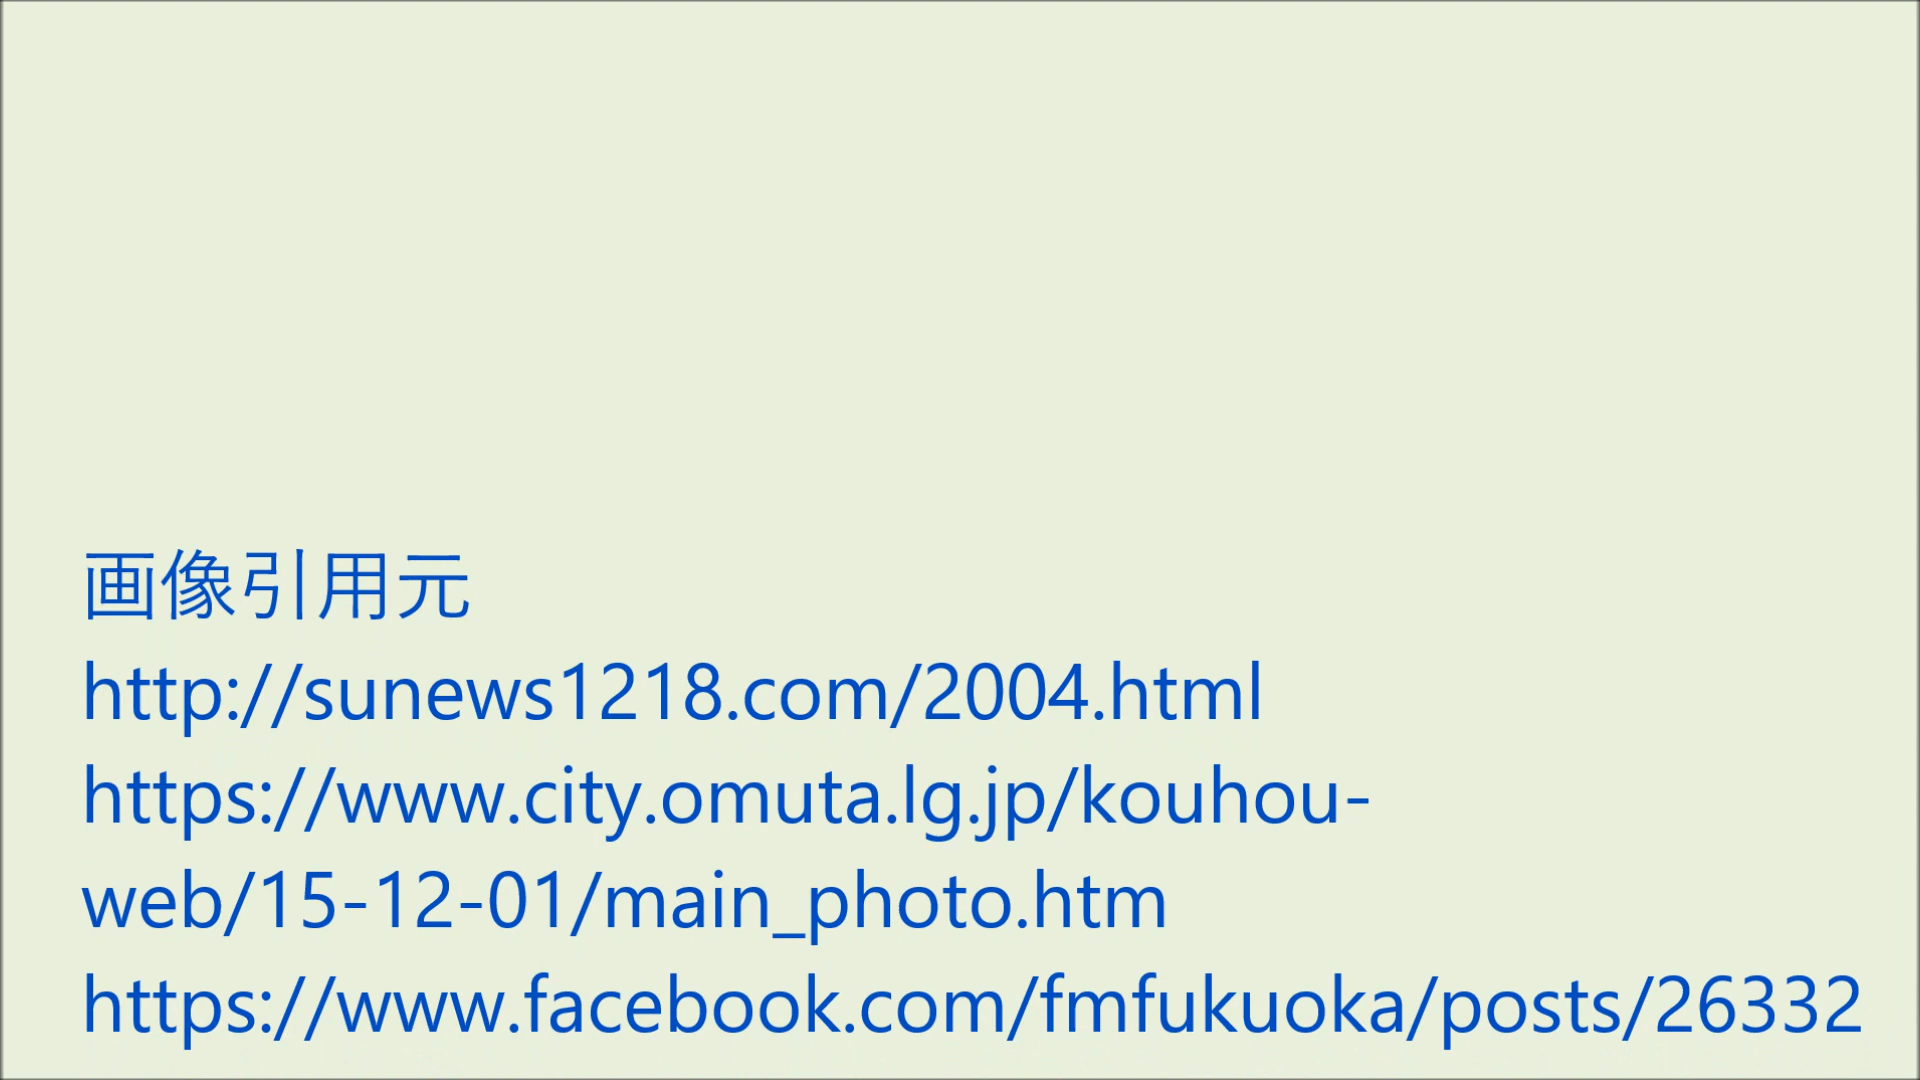 画像引用元
http://sunews1218.com/2004.html
https://www.city.omuta.lg.jp/kouhou-
web/15-12-01/main_photo.htm
https://www.facebook.com/fmfukuoka/posts/26332